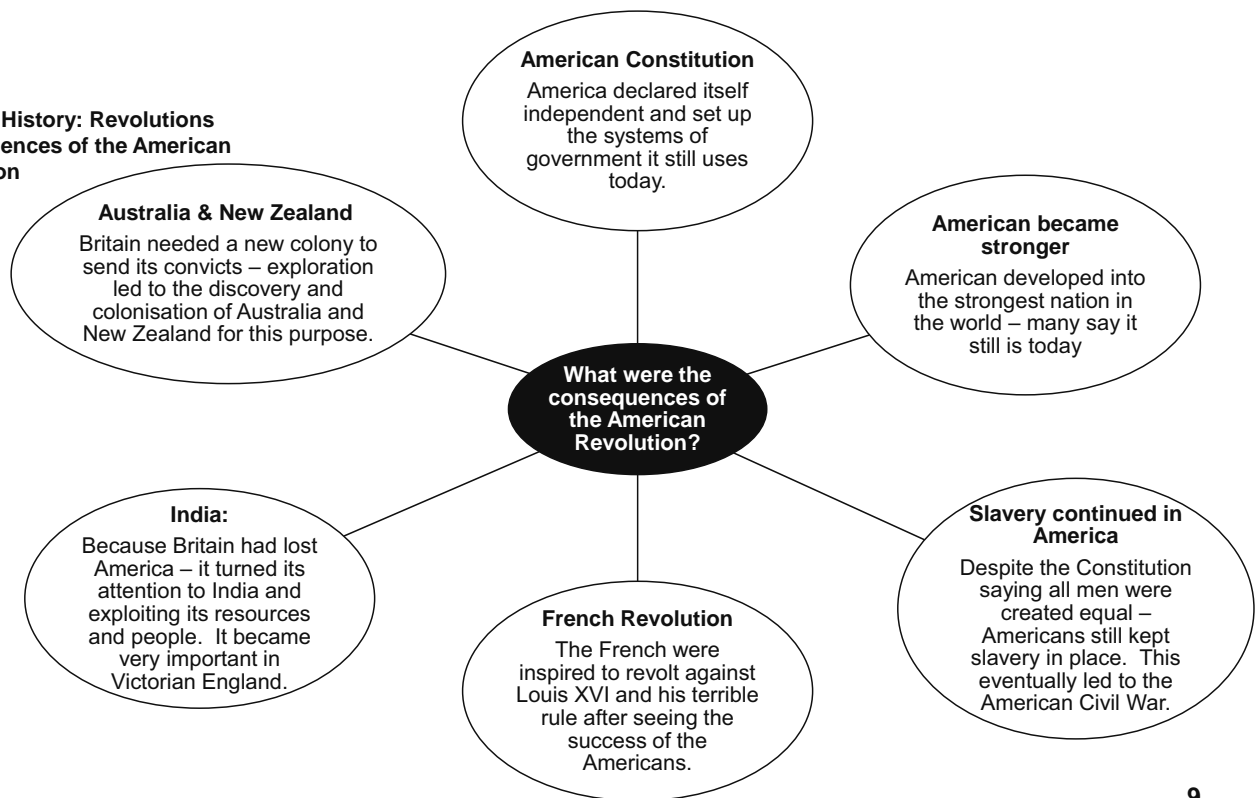 History: Revolutions
ences of the American
on
American Constitution
America declared itself
independent and set up
the systems of
government it still uses
today.
Australia & New Zealand
Britain needed a new colony to
send its convicts – exploration
led to the discovery and
colonisation of Australia and
New Zealand for this purpose.
American became
stronger
American developed into
the strongest nation in
the world – many say it
still is today
What were the
consequences of
the American
Revolution?
India:
Because Britain had lost
America – it turned its
attention to India and
exploiting its resources
and people.  It became
very important in
Victorian England.
French Revolution
The French were
inspired to revolt against
Louis XVI and his terrible
rule after seeing the
success of the
Americans.
Slavery continued in
America
Despite the Constitution
saying all men were
created equal –
Americans still kept
slavery in place.  This
eventually led to the
American Civil War.
9